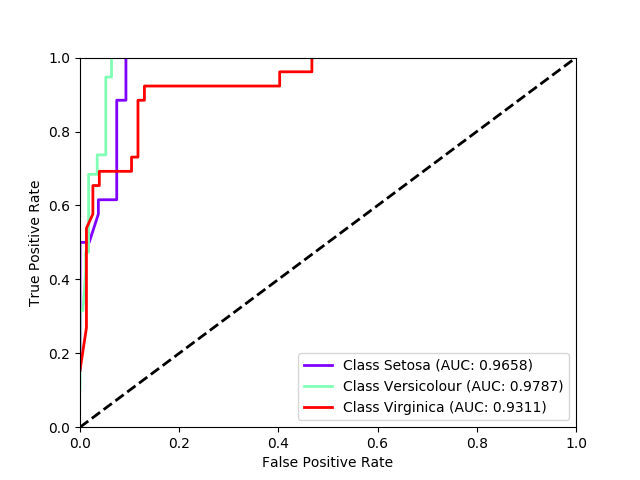 1.0
0.8
0.6
0.4
0.2
0.0
True Positive Rate
Class Setosa (AUC: 0.9658)
Class Versicolour (AUC: 0.9787)
Class Virginica (AUC: 0.9311)
0.0 0.2 0.4 0.6 0.8 1.0
False Positive Rate